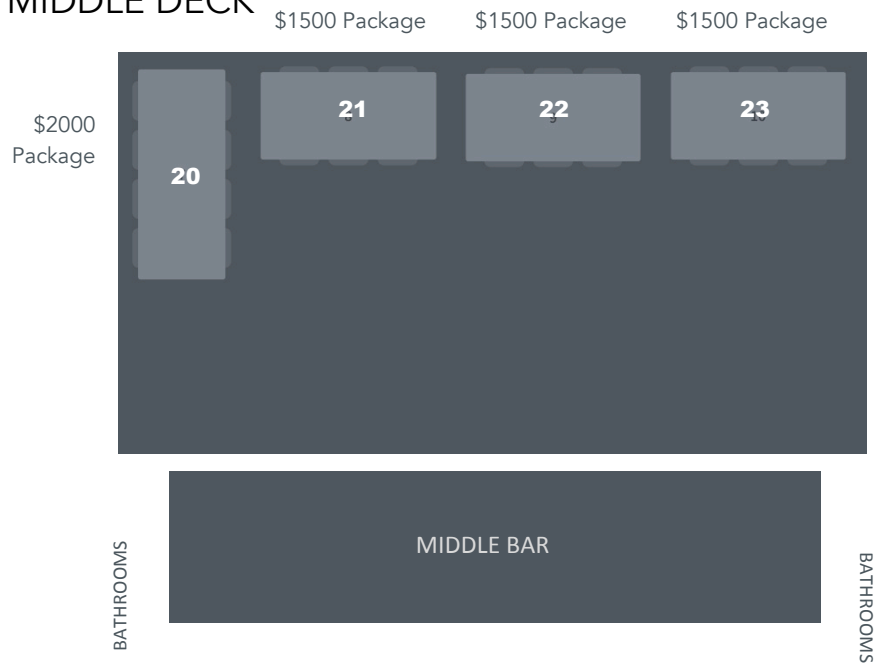 MIDDLE DECK
$1500 Package $1500 Package $1500 Package
$2000
Package
20
21
22
23
MIDDLE BAR
BATHROOMS
BATHROOMS